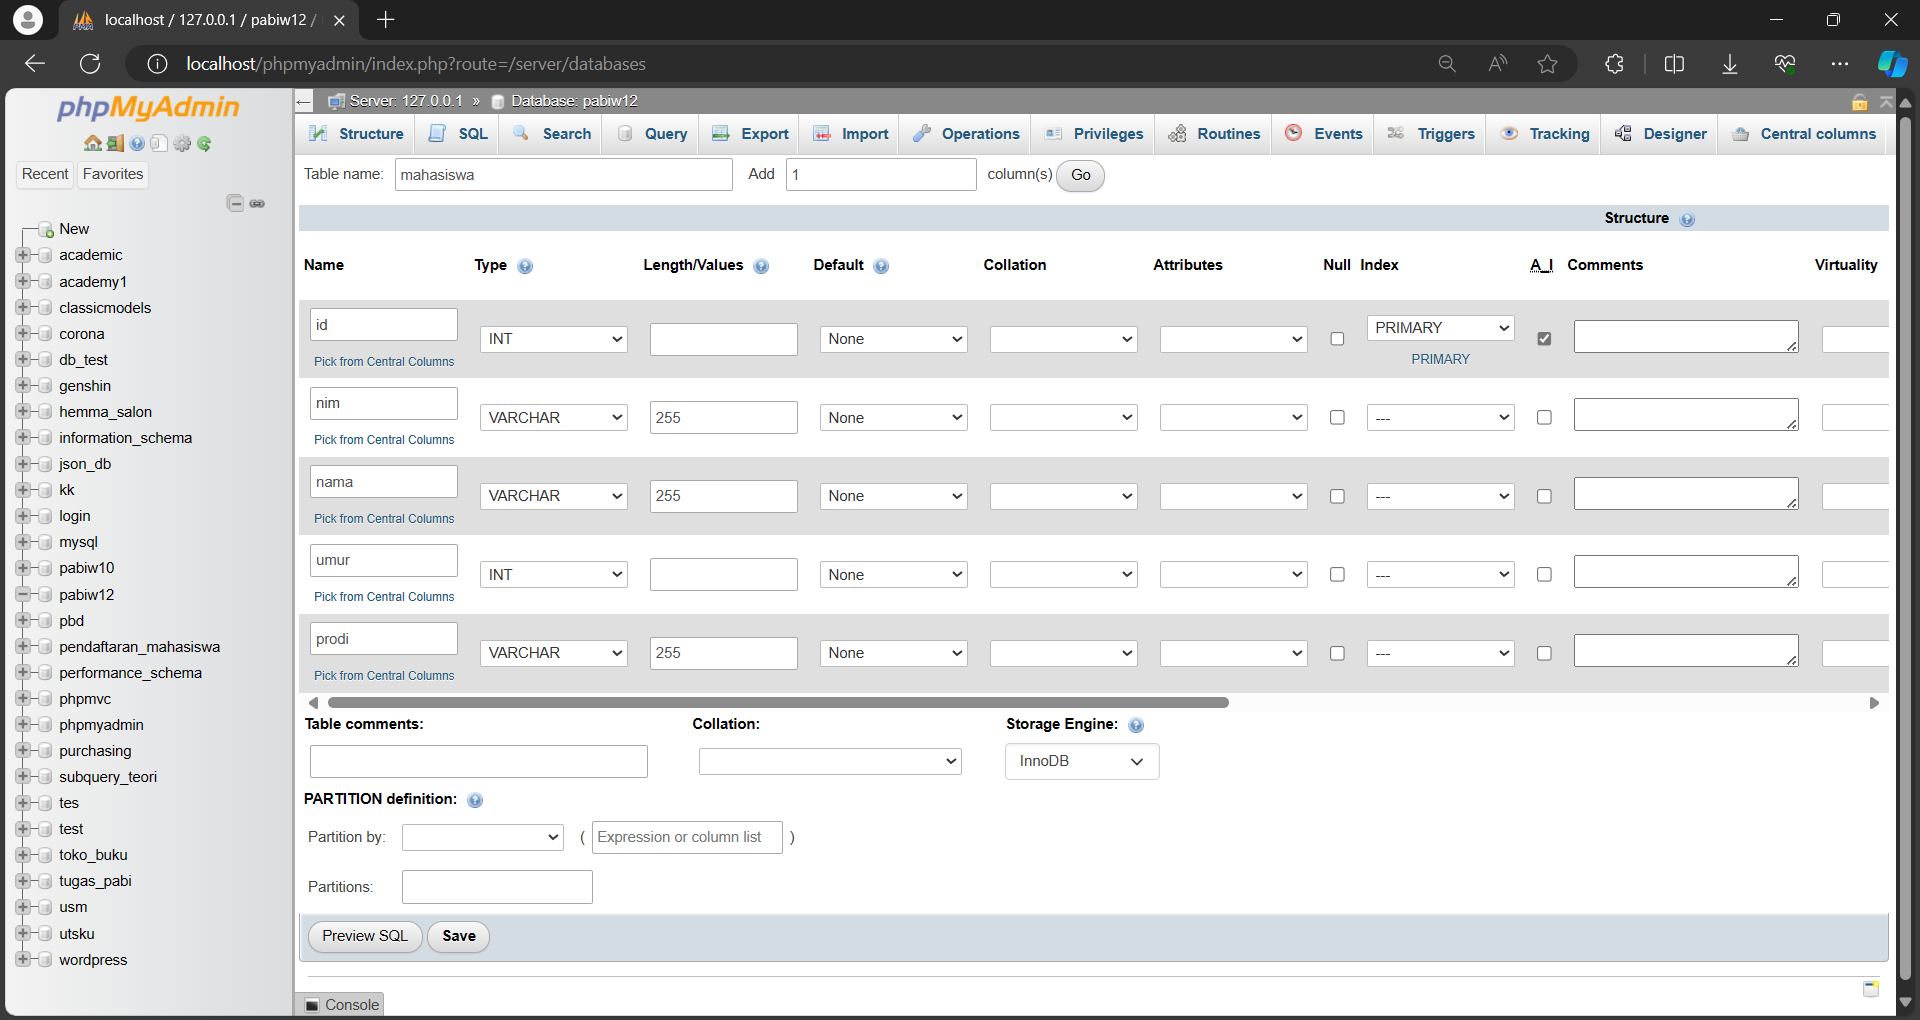 localhost / 127.0.0.1 / pabiw12 /
localhost/phpmyadmin/index.php?route=/server/databases
phpMyAdmin
Recent Favorites
New
academic
academy1
classicmodels
corona
db_test
genshin
hemma_salon
information_schema
json_db
kk
login
mysql
pabiw10
pabiw12
pbd
pendaftaran_mahasiswa
performance_schema
phpmvc
phpmyadmin
purchasing
subquery_teori
tes
test
toko_buku
tugas_pabi
usm
utsku
wordpress
Server: 127.0.0.1 » Database: pabiw12
Structure SQL Search Query Export Import Operations Privileges Routines Events Triggers Tracking Designer Central columns
Table name: mahasiswa Add 1 column(s) Go
Structure
Name Type Length/Values Default Collation Attributes Null Index A_I Comments Virtuality
id INT None PRIMARY
Pick from Central Columns PRIMARY
nim VARCHAR 255 None ---
Pick from Central Columns
nama VARCHAR 255 None ---
Pick from Central Columns
umur INT None ---
Pick from Central Columns
prodi VARCHAR 255 None ---
Pick from Central Columns
Table comments: Collation: Storage Engine:
InnoDB
PARTITION definition:
Partition by: ( Expression or column list )
Partitions:
Preview SQL Save
Console